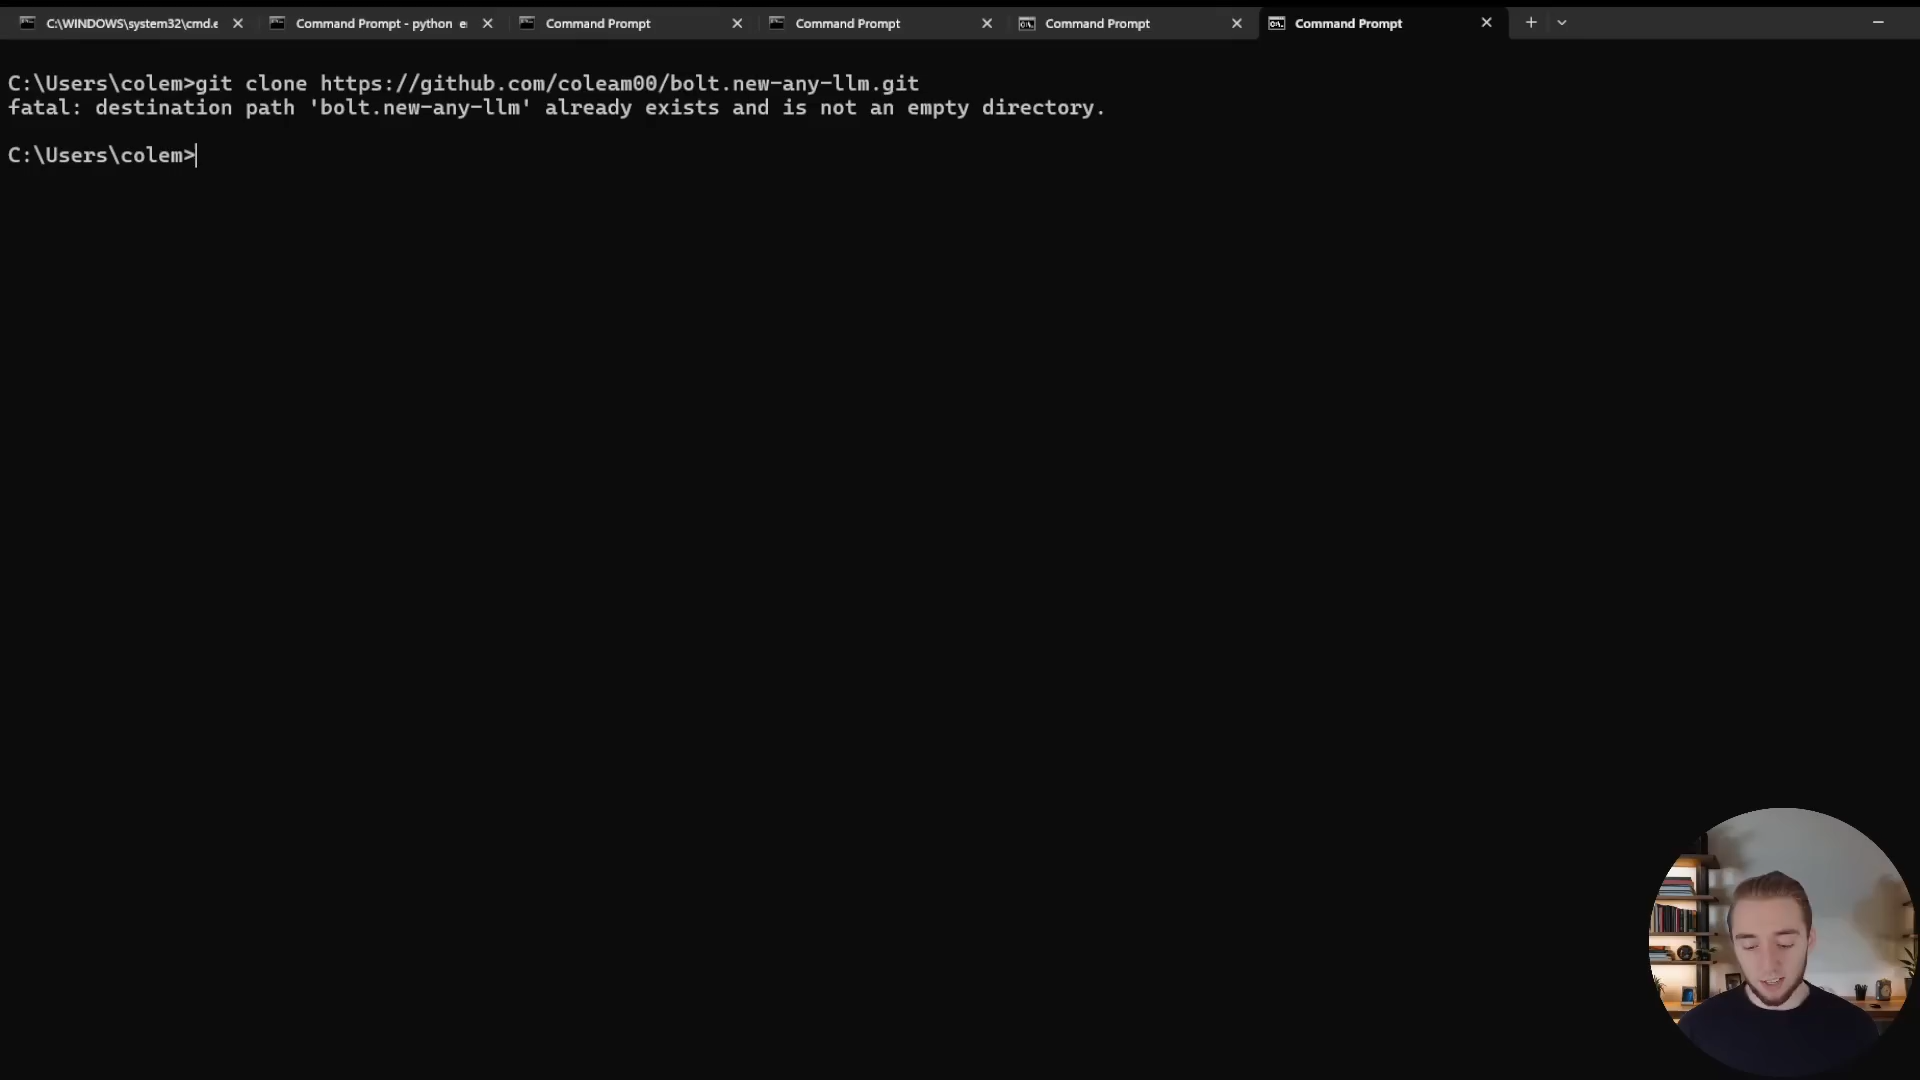 C:\WINDOWS\system32\cmd.e
Command Prompt - python e
Command Prompt
Command Prompt
Command Prompt
Command Prompt
C:\Users\colem>git clone https://github.com/coleam00/bolt.new-any-llm.git
fatal: destination path 'bolt.new-any-llm' already exists and is not an empty directory.
C:\Users\colem>